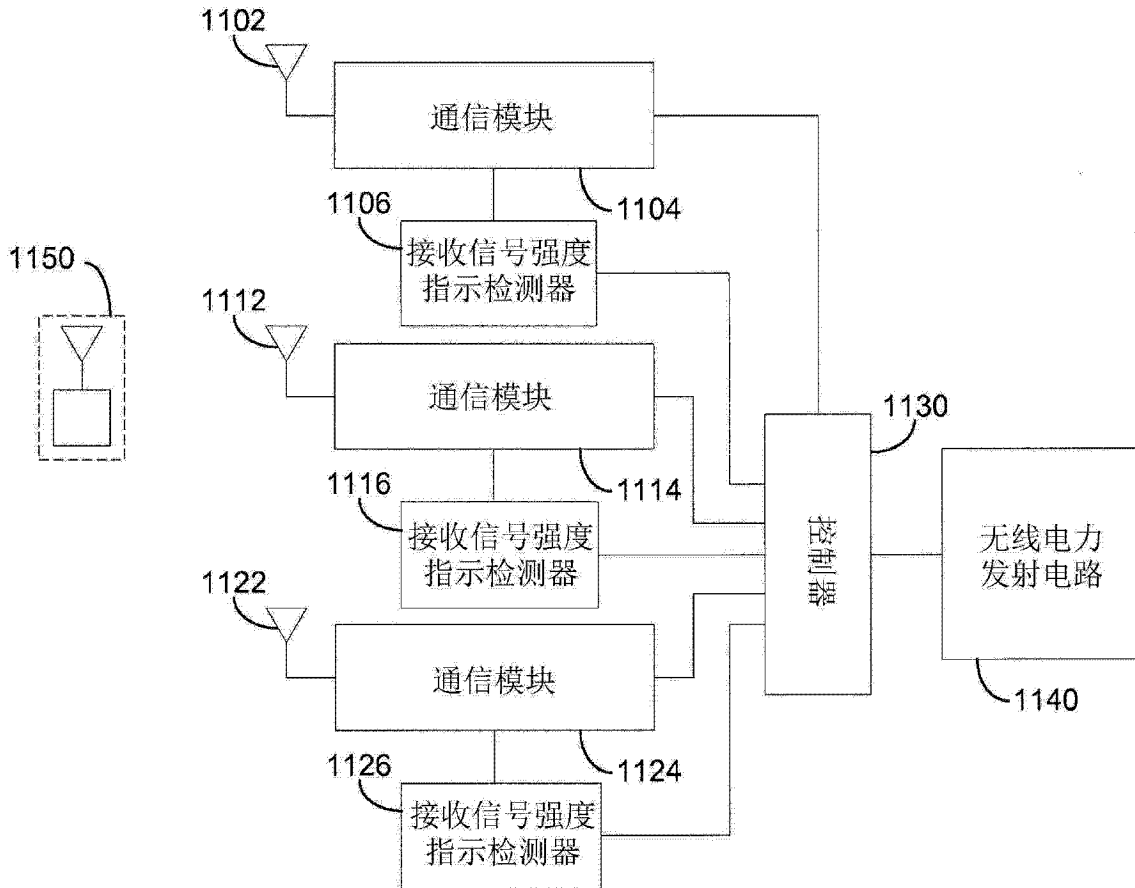 1102
通信模块
1104
1106
接收信号强度
指示检测器
1150
1112
通信模块
1114
1116
接收信号强度
指示检测器
1122
通信模块
1124
1126
接收信号强度
指示检测器
1130
控制器
无线电力
发射电路
1140